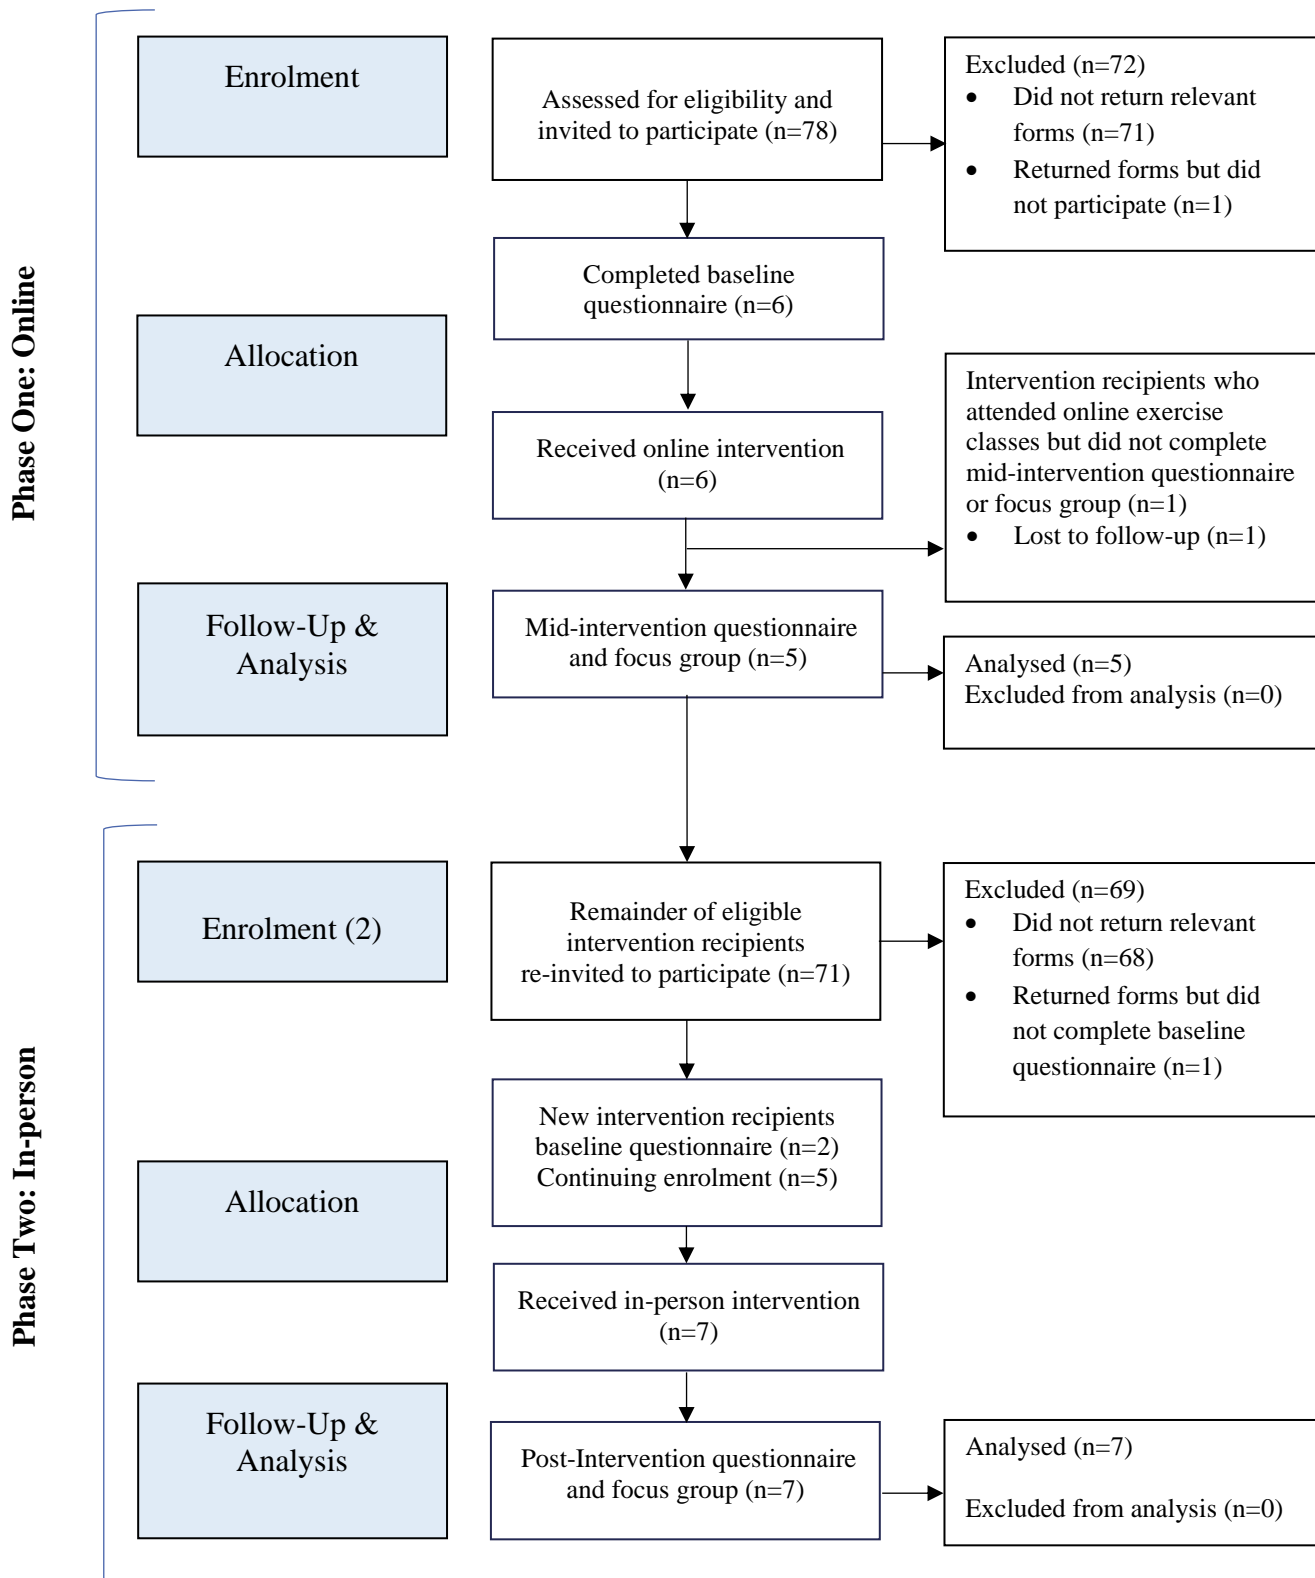 Phase One: Online
Enrolment
Assessed for eligibility and
invited to participate (n=78)
Excluded (n=72)
• Did not return relevant
forms (n=71)
• Returned forms but did
not participate (n=1)
Completed baseline
questionnaire (n=6)
Allocation
Received online intervention
(n=6)
Intervention recipients who
attended online exercise
classes but did not complete
mid-intervention questionnaire
or focus group (n=1)
• Lost to follow-up (n=1)
Follow-Up &
Analysis
Mid-intervention questionnaire
and focus group (n=5)
Analysed (n=5)
Excluded from analysis (n=0)
Phase Two: In-person
Enrolment (2)
Remainder of eligible
intervention recipients
re-invited to participate (n=71)
Excluded (n=69)
• Did not return relevant
forms (n=68)
• Returned forms but did
not complete baseline
questionnaire (n=1)
New intervention recipients
baseline questionnaire (n=2)
Continuing enrolment (n=5)
Allocation
Received in-person intervention
(n=7)
Follow-Up &
Analysis
Post-Intervention questionnaire
and focus group (n=7)
Analysed (n=7)
Excluded from analysis (n=0)